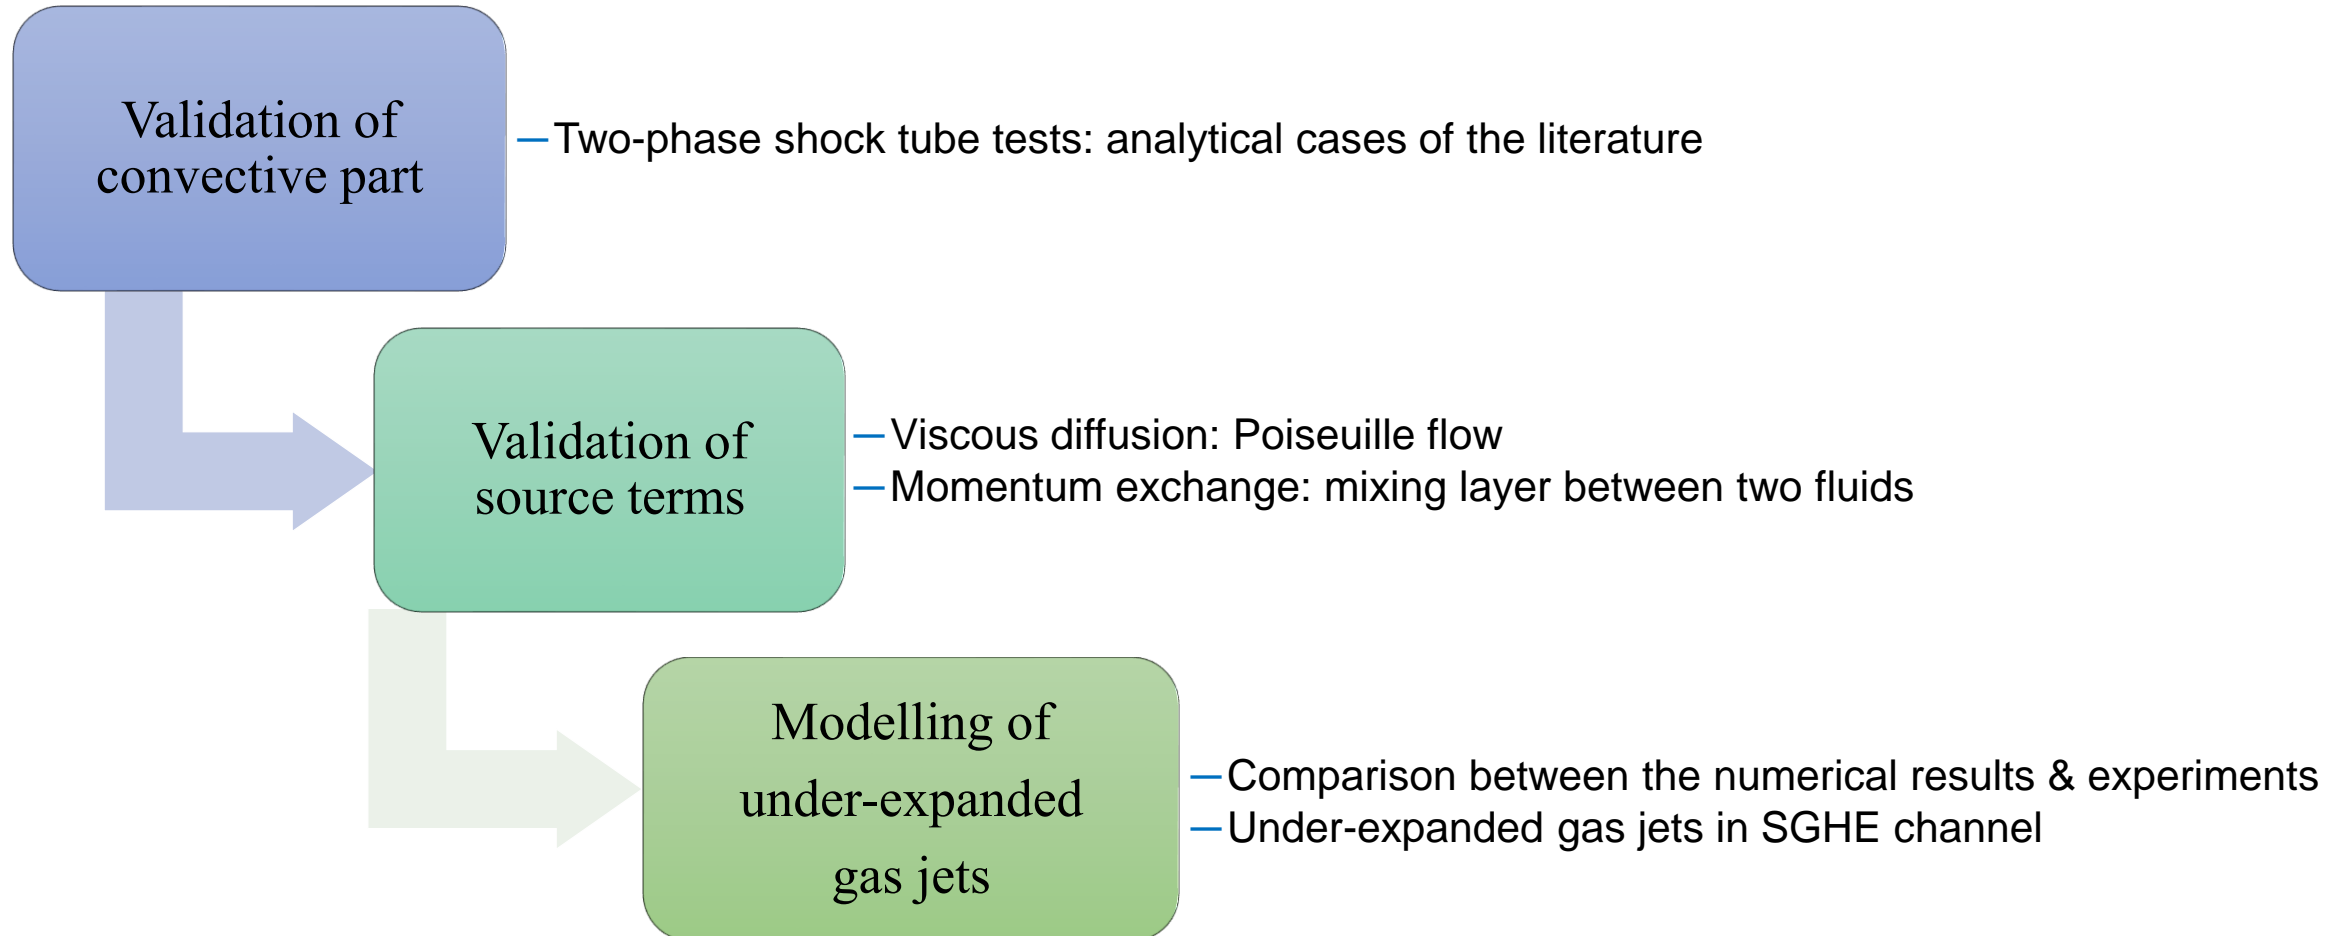 Validation of
convective part
—Two-phase shock tube tests: analytical cases of the literature
Validation of
source terms
—Viscous diffusion: Poiseuille flow
—Momentum exchange: mixing layer between two fluids
Modelling of
under-expanded
gas jets
—Comparison between the numerical results & experiments
—Under-expanded gas jets in SGHE channel